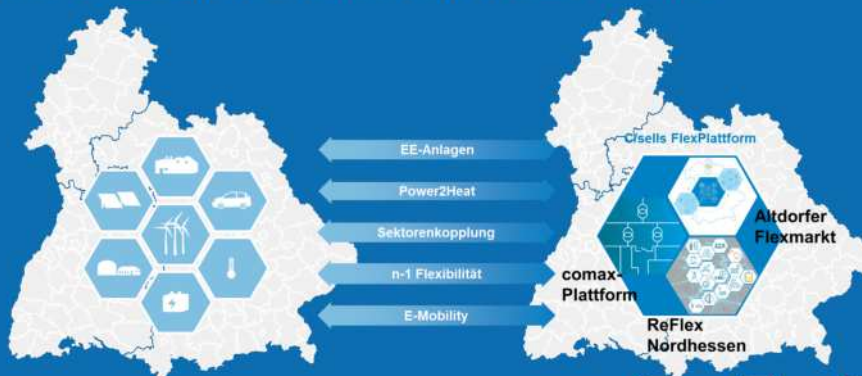 EE-Anlagen
Power2Heat
Sektorenkopplung
n-1 Flexibilität
E-Mobility
C/sells FlexPlattform
Altdorfer
Flexmarkt
comax-
Plattform
ReFlex
Nordhessen